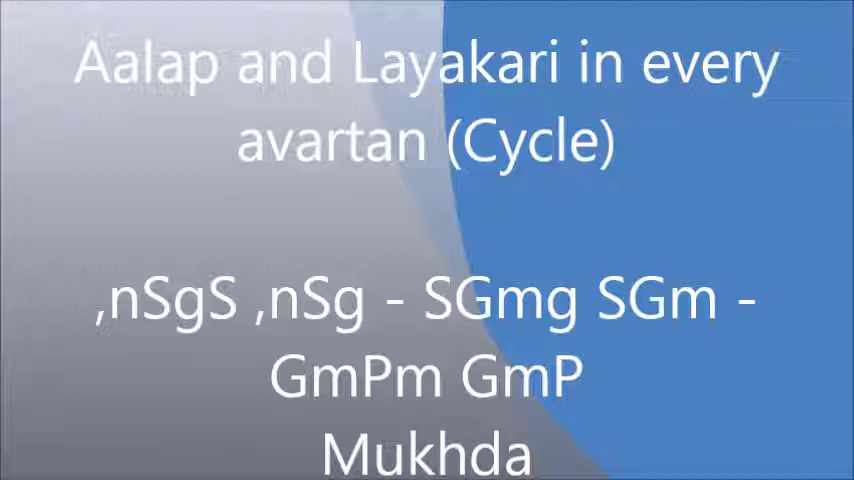 Aalap and Layakari in every
avartan (Cycle)
,nSgS ,nSg - SGmg SGm -
GmPm GmP
Mukhda